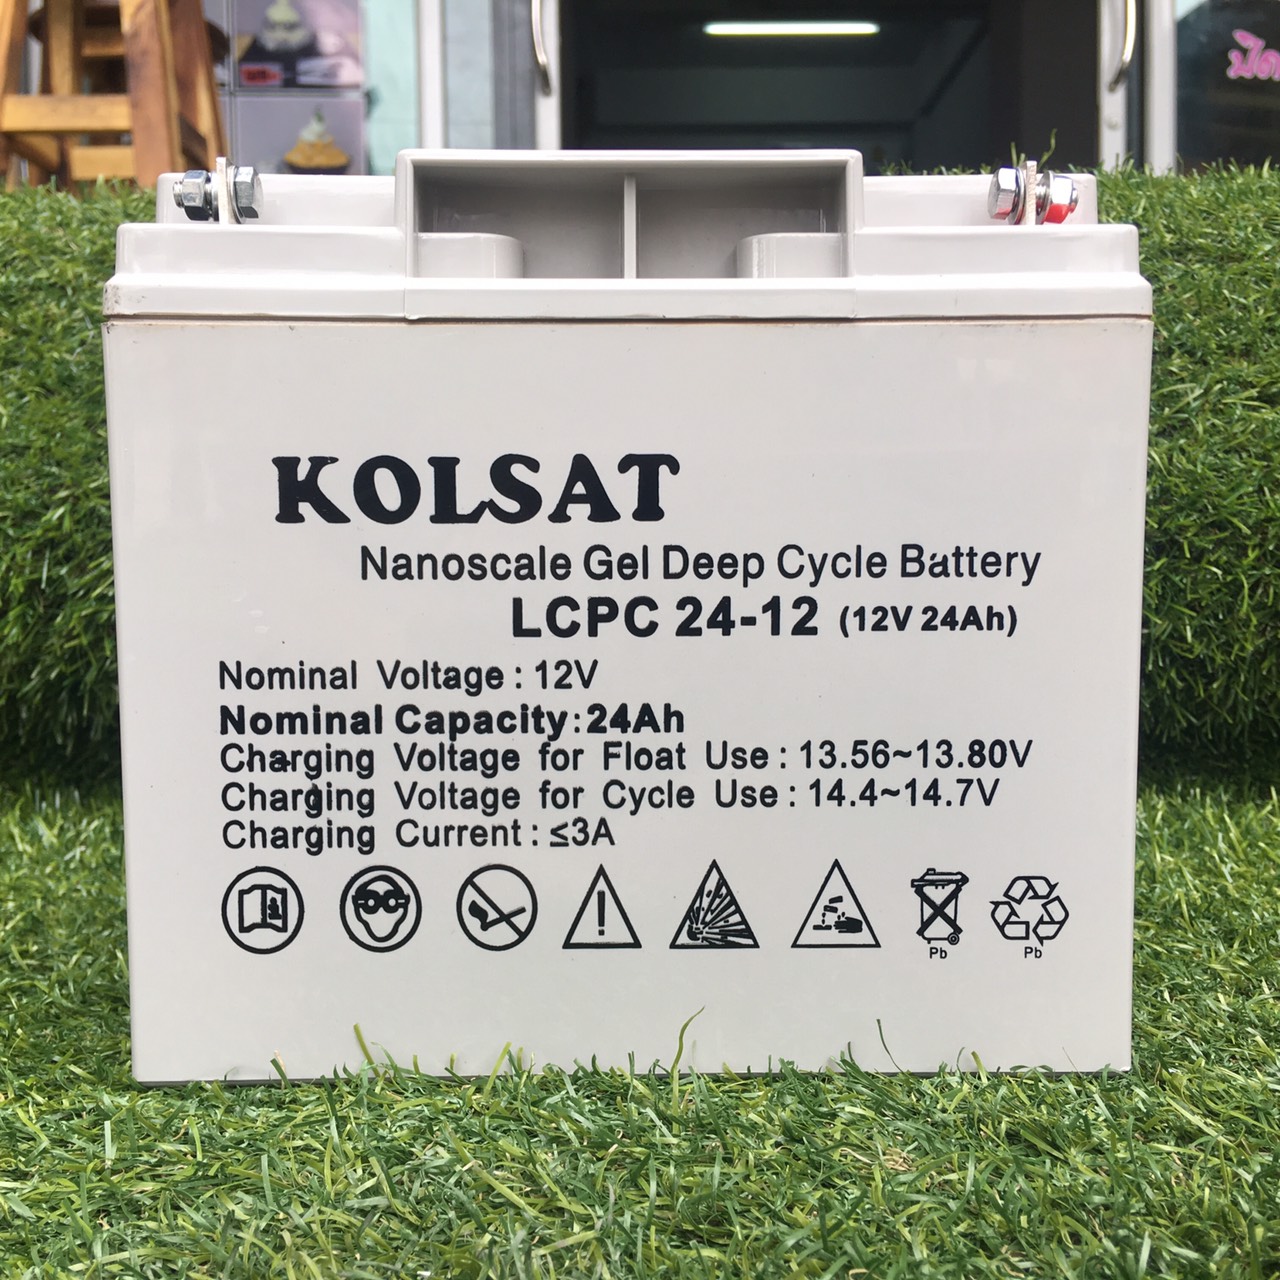 KOLSAT
Nanoscale Gel Deep Cycle Battery
LCPC 24-12 (12V 24Ah)
Nominal Voltage : 12V
Nominal Capacity : 24Ah
Charging Voltage for Float Use : 13.56~13.80V
Charging Voltage for Cycle Use : 14.4~14.7V
Charging Current : ≤3A
Pb Pb